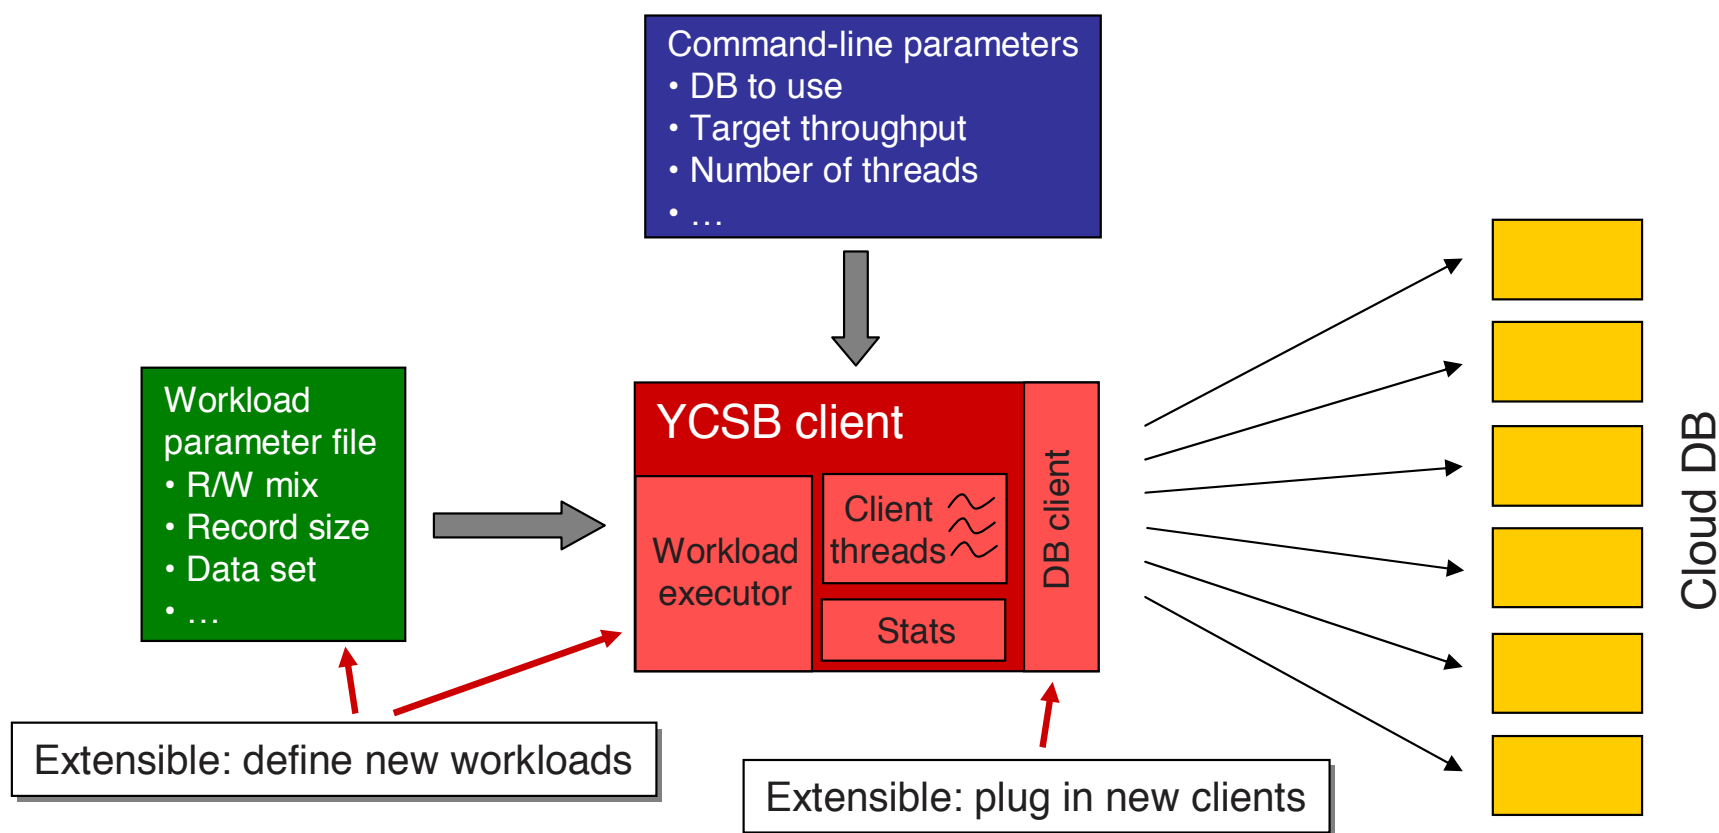 Command-line parameters
• DB to use
• Target throughput
• Number of threads
• …
Workload
parameter file
• R/W mix
• Record size
• Data set
• …
YCSB client
Workload
executor
Client
threads
Stats
DB client
Cloud DB
Extensible: define new workloads
Extensible: plug in new clients